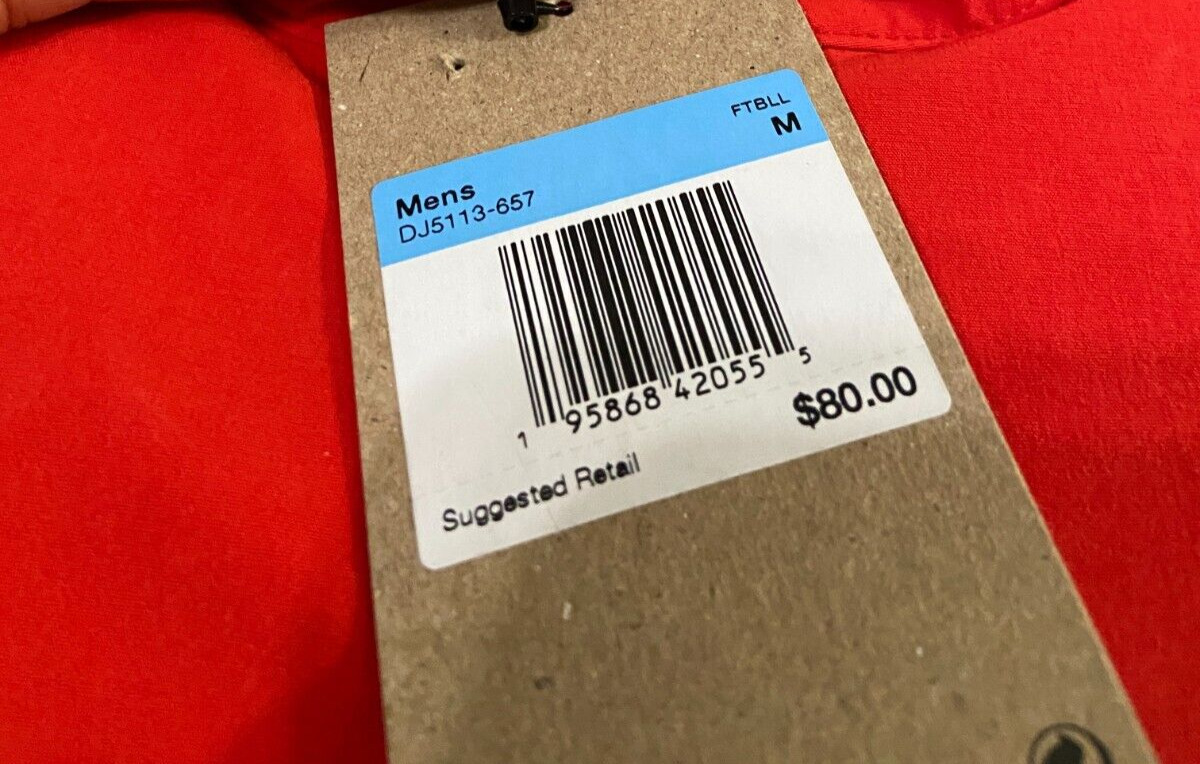 FTBLL
M
Mens
DJ5113-657
1 95868 42055 5
$80.00
Suggested Retail